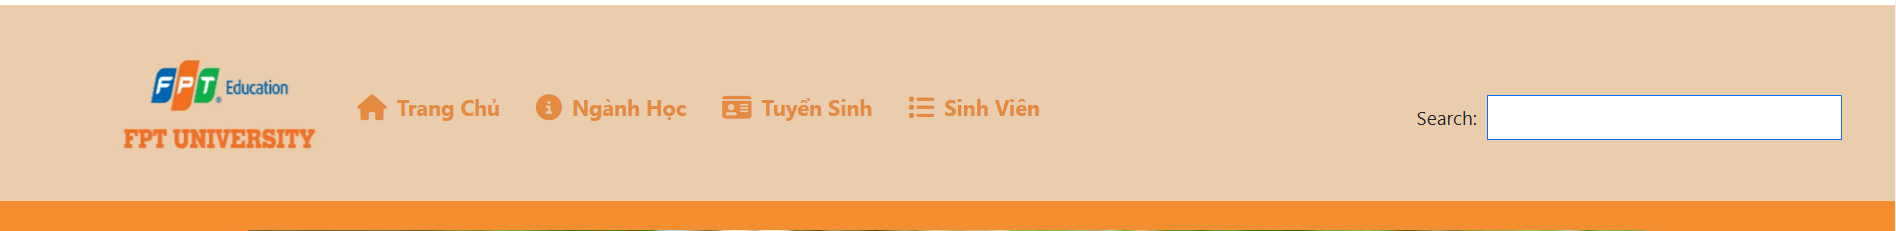 FPT Education
FPT UNIVERSITY
Trang Chủ
Ngành Học
Tuyển Sinh
Sinh Viên
Search: